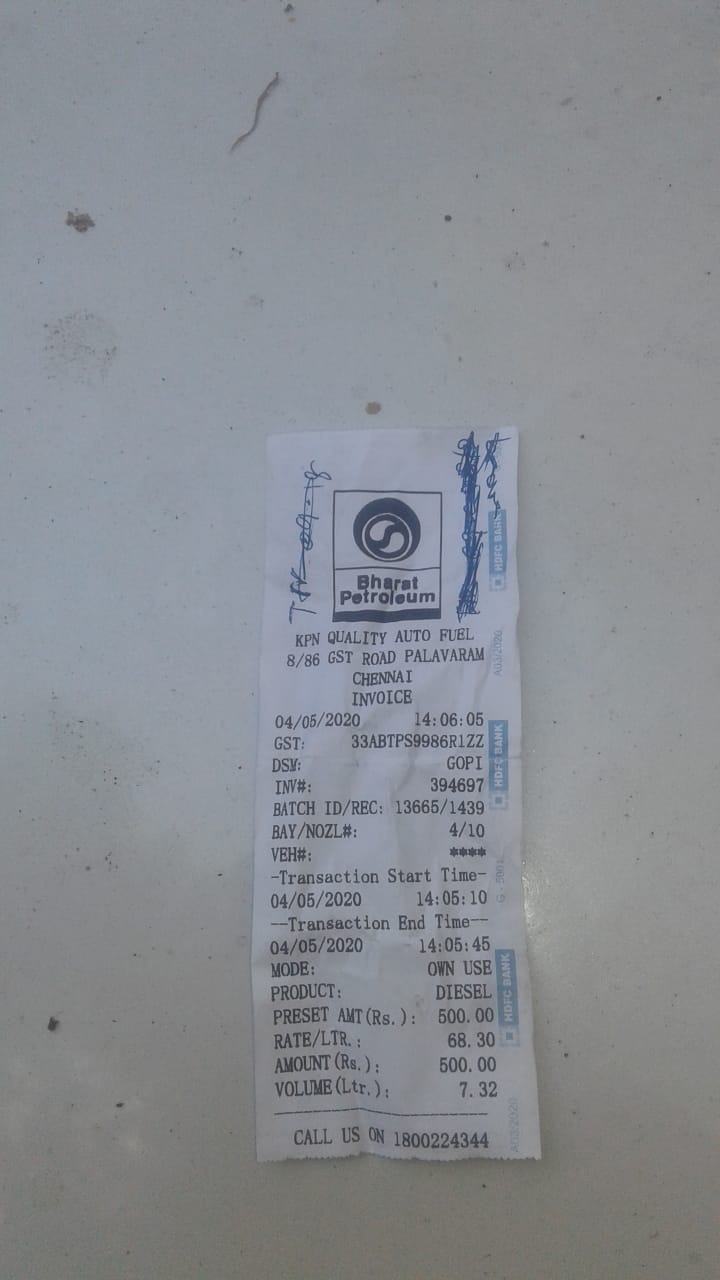 Bharat
Petroleum
KPN QUALITY AUTO FUEL
8/86 GST ROAD PALAVARAM
CHENNAI
INVOICE
04/05/2020 14:06:05
GST: 33ABTPS9986R1ZZ
DSM: GOPI
INV#: 394697
BATCH ID/REC: 13665/1439
BAY/NOZL#: 4/10
VEH#: ****
-Transaction Start Time-
04/05/2020 14:05:10
--Transaction End Time--
04/05/2020 14:05:45
MODE: OWN USE
PRODUCT: DIESEL
PRESET AMT(Rs.): 500.00
RATE/LTR.: 68.30
AMOUNT(Rs.): 500.00
VOLUME(Ltr.): 7.32
CALL US ON 1800224344
HDFC BANK
A03/2020
HDFC BANK
HDFC BANK
A03/2020